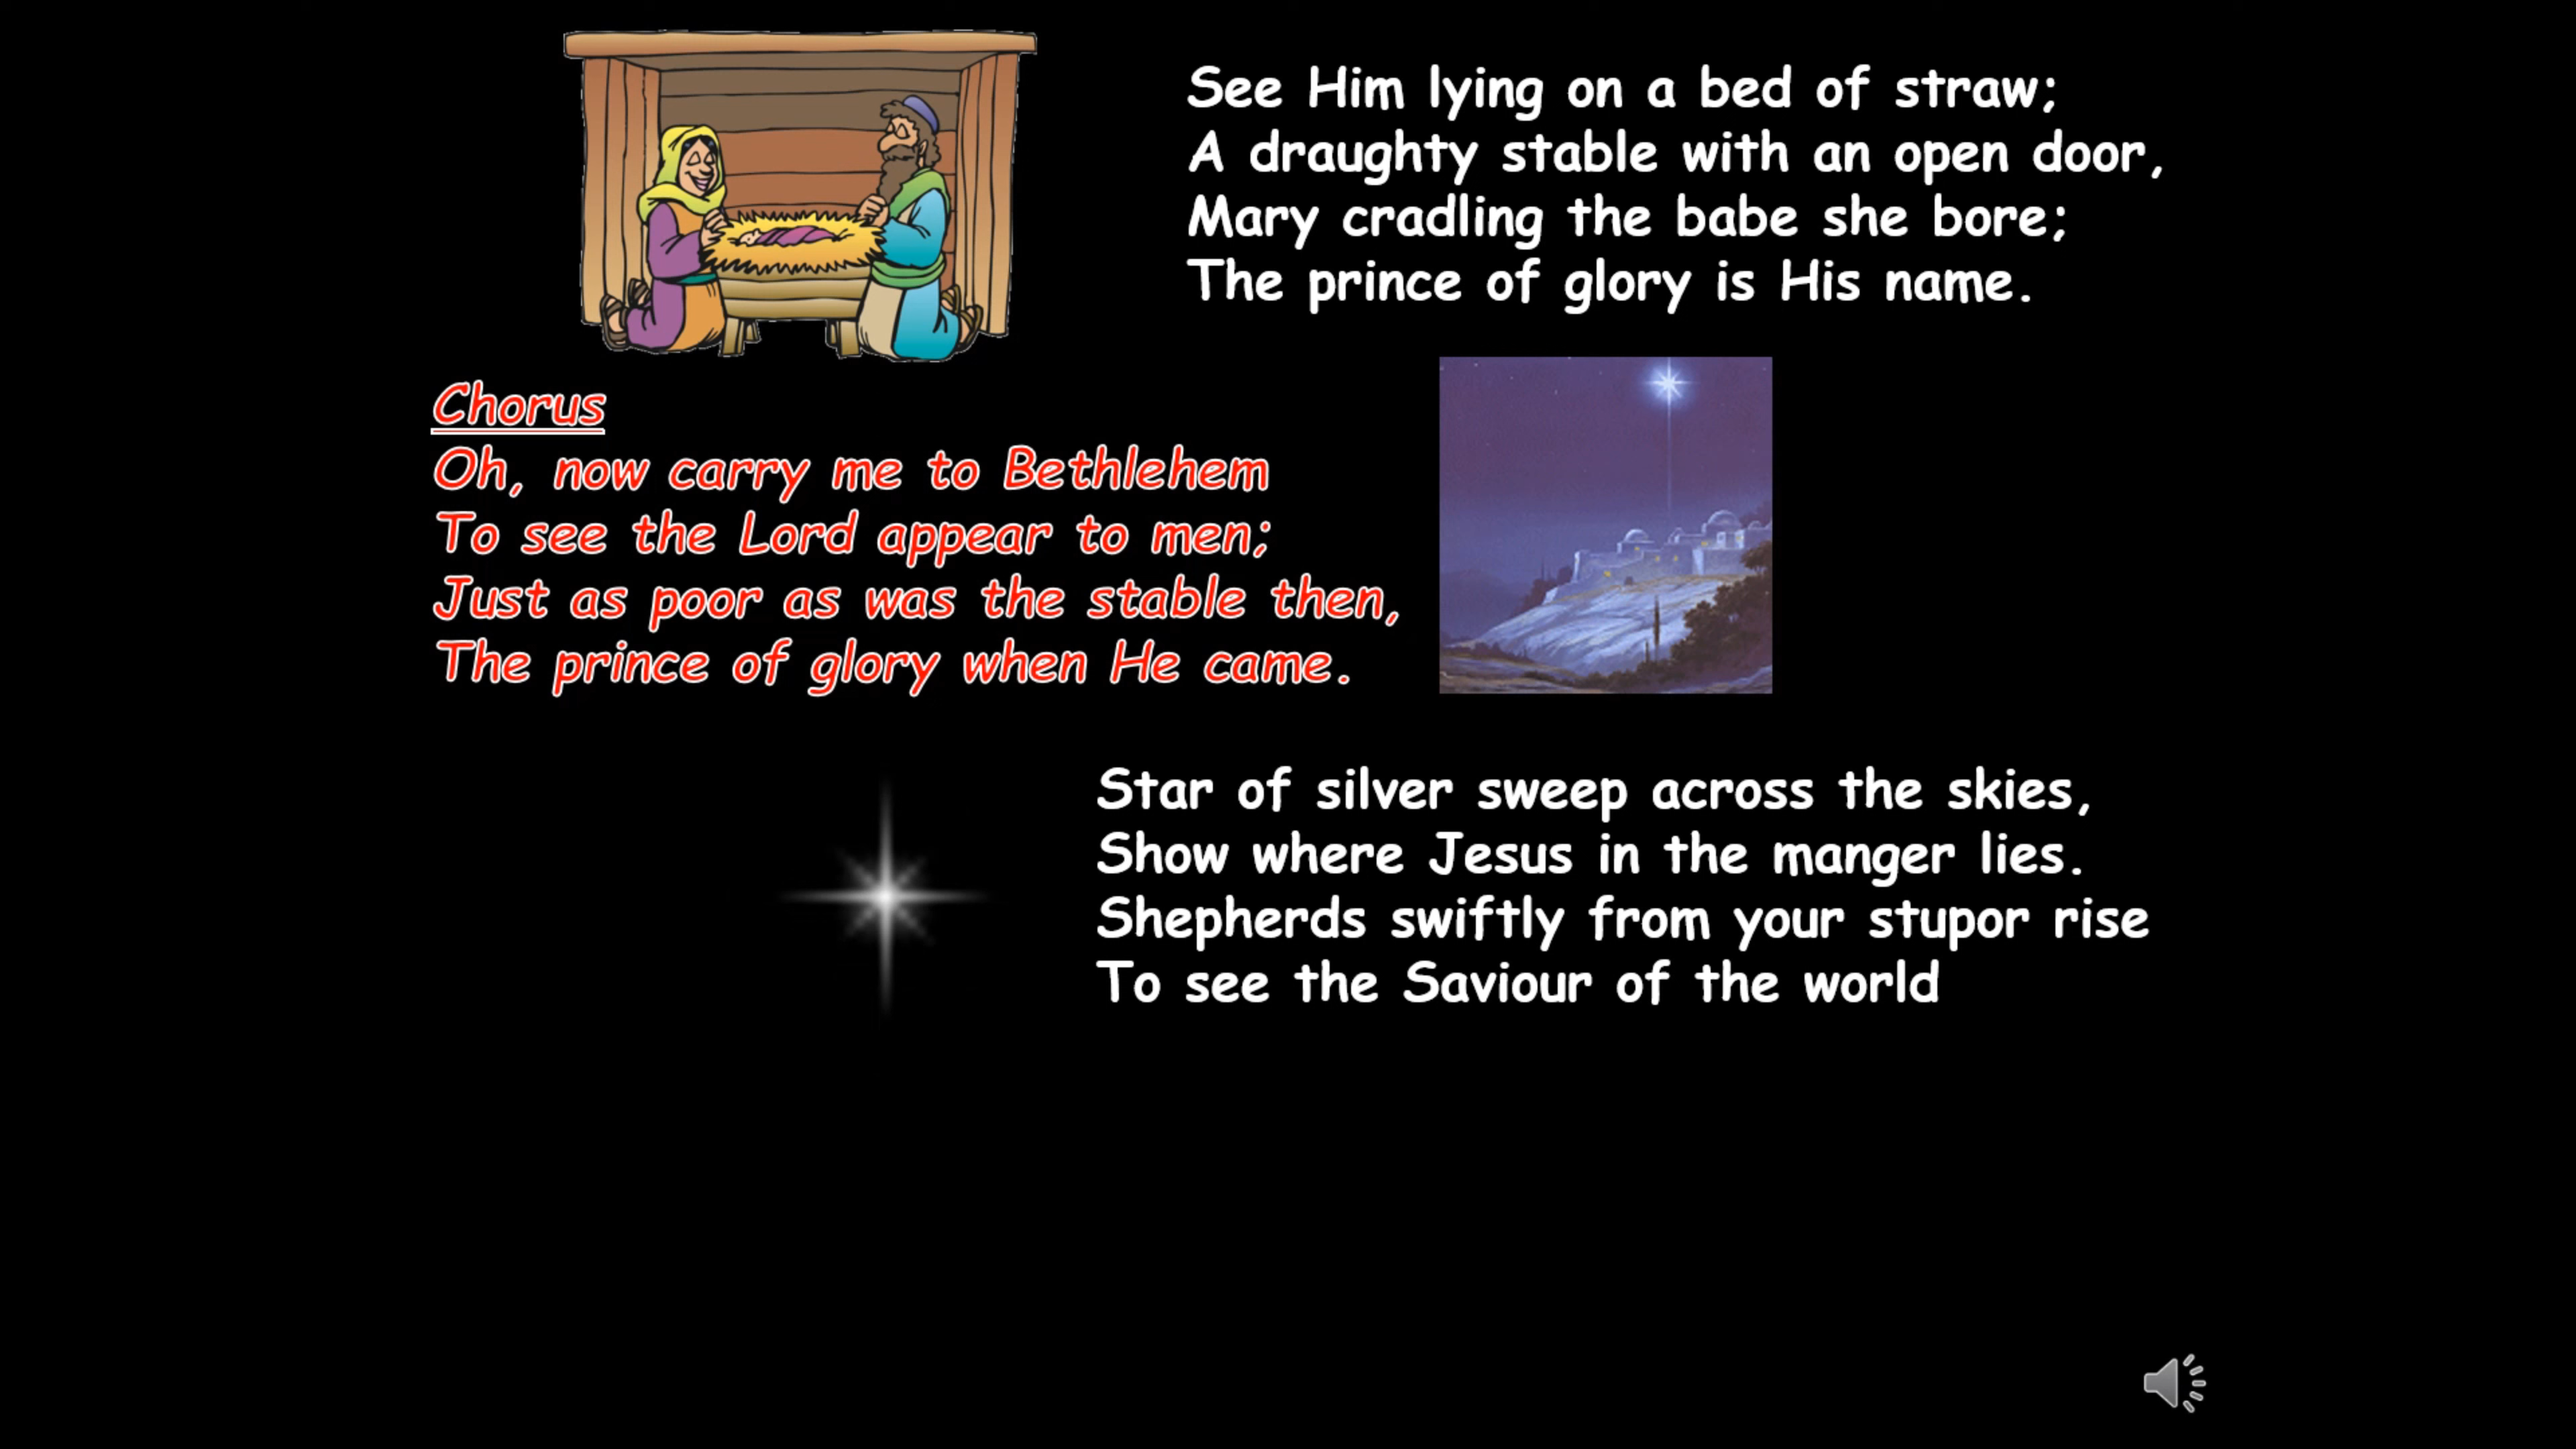 See Him lying on a bed of straw;
A draughty stable with an open door,
Mary cradling the babe she bore;
The prince of glory is His name.
Chorus
Oh, now carry me to Bethlehem
To see the Lord appear to men;
Just as poor as was the stable then,
The prince of glory when He came.
Star of silver sweep across the skies,
Show where Jesus in the manger lies.
Shepherds swiftly from your stupor rise
To see the Saviour of the world